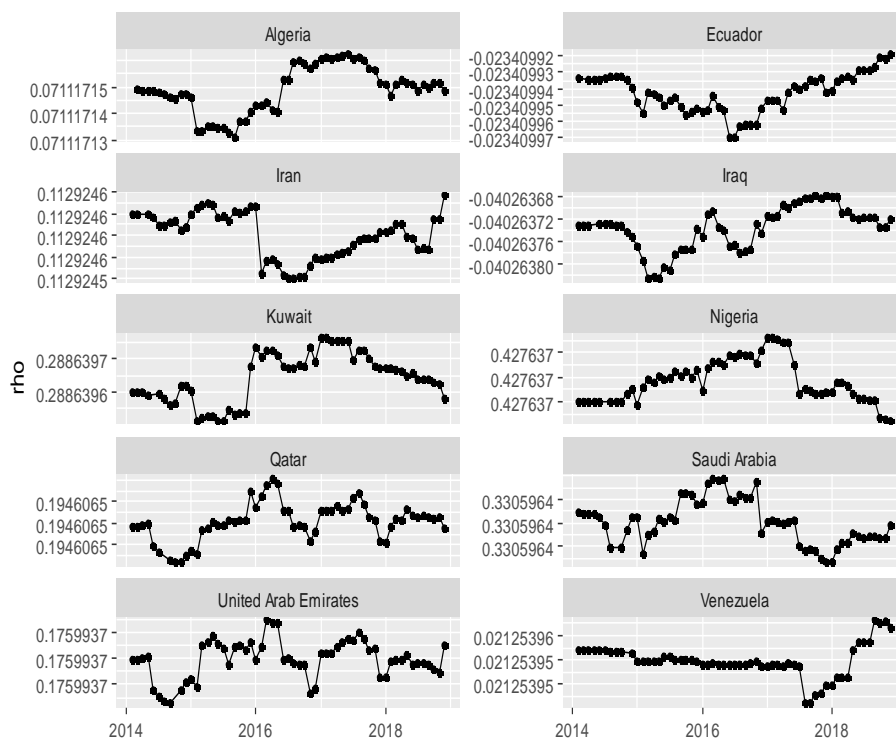 Algeria
0.07111715
0.07111714
0.07111713
Ecuador
-0.02340992
-0.02340993
-0.02340994
-0.02340995
-0.02340996
-0.02340997
Iran
0.1129246
0.1129246
0.1129246
0.1129246
0.1129245
Iraq
-0.04026368
-0.04026372
-0.04026376
-0.04026380
Kuwait
0.2886397
0.2886396
Nigeria
0.427637
0.427637
0.427637
rho
Qatar
0.1946065
0.1946065
0.1946065
Saudi Arabia
0.3305964
0.3305964
0.3305964
United Arab Emirates
0.1759937
0.1759937
0.1759937
Venezuela
0.02125396
0.02125395
0.02125395
2014 2016 2018
2014 2016 2018